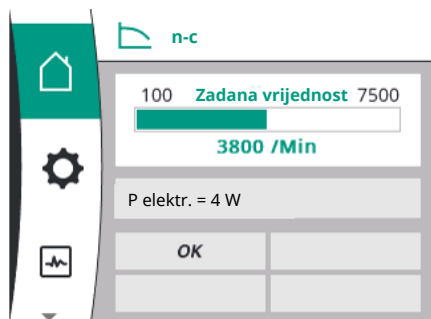 n-c
100 Zadana vrijednost 7500
3800 /Min
P elektr. = 4 W
OK